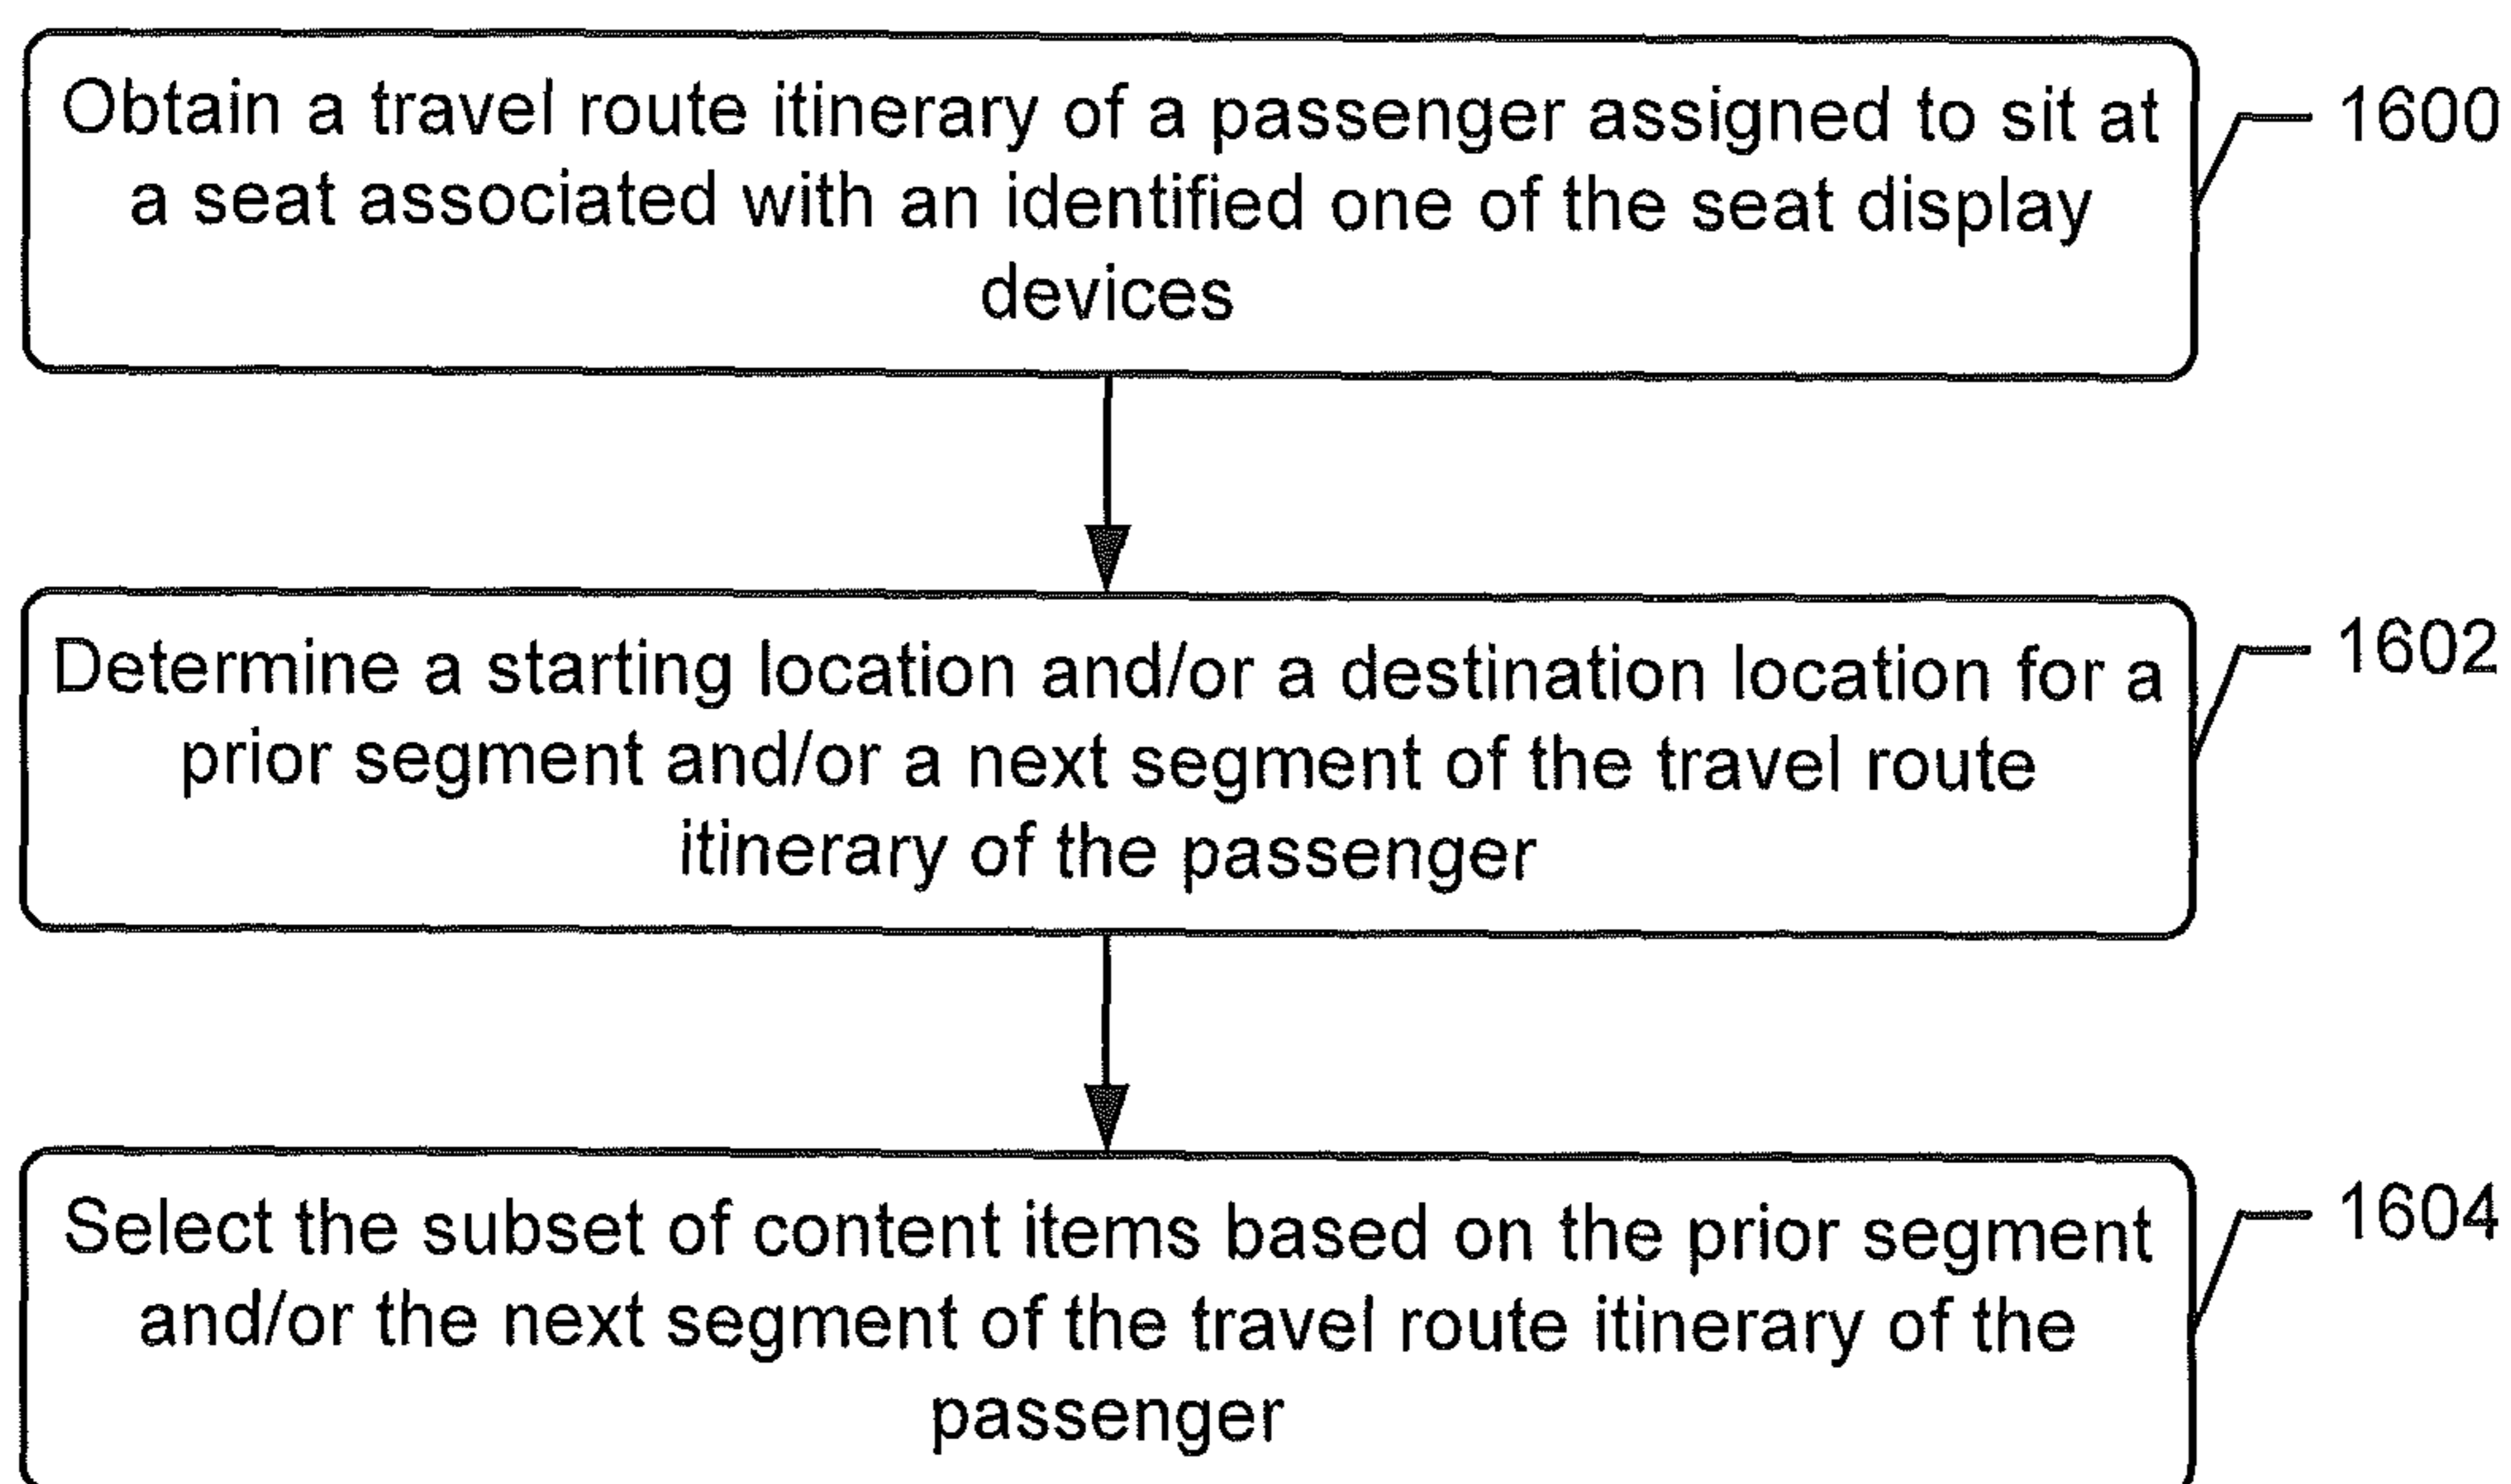 Obtain a travel route itinerary of a passenger assigned to sit at
a seat associated with an identified one of the seat display
devices
1600
Determine a starting location and/or a destination location for a
prior segment and/or a next segment of the travel route
itinerary of the passenger
1602
Select the subset of content items based on the prior segment
and/or the next segment of the travel route itinerary of the
passenger
1604